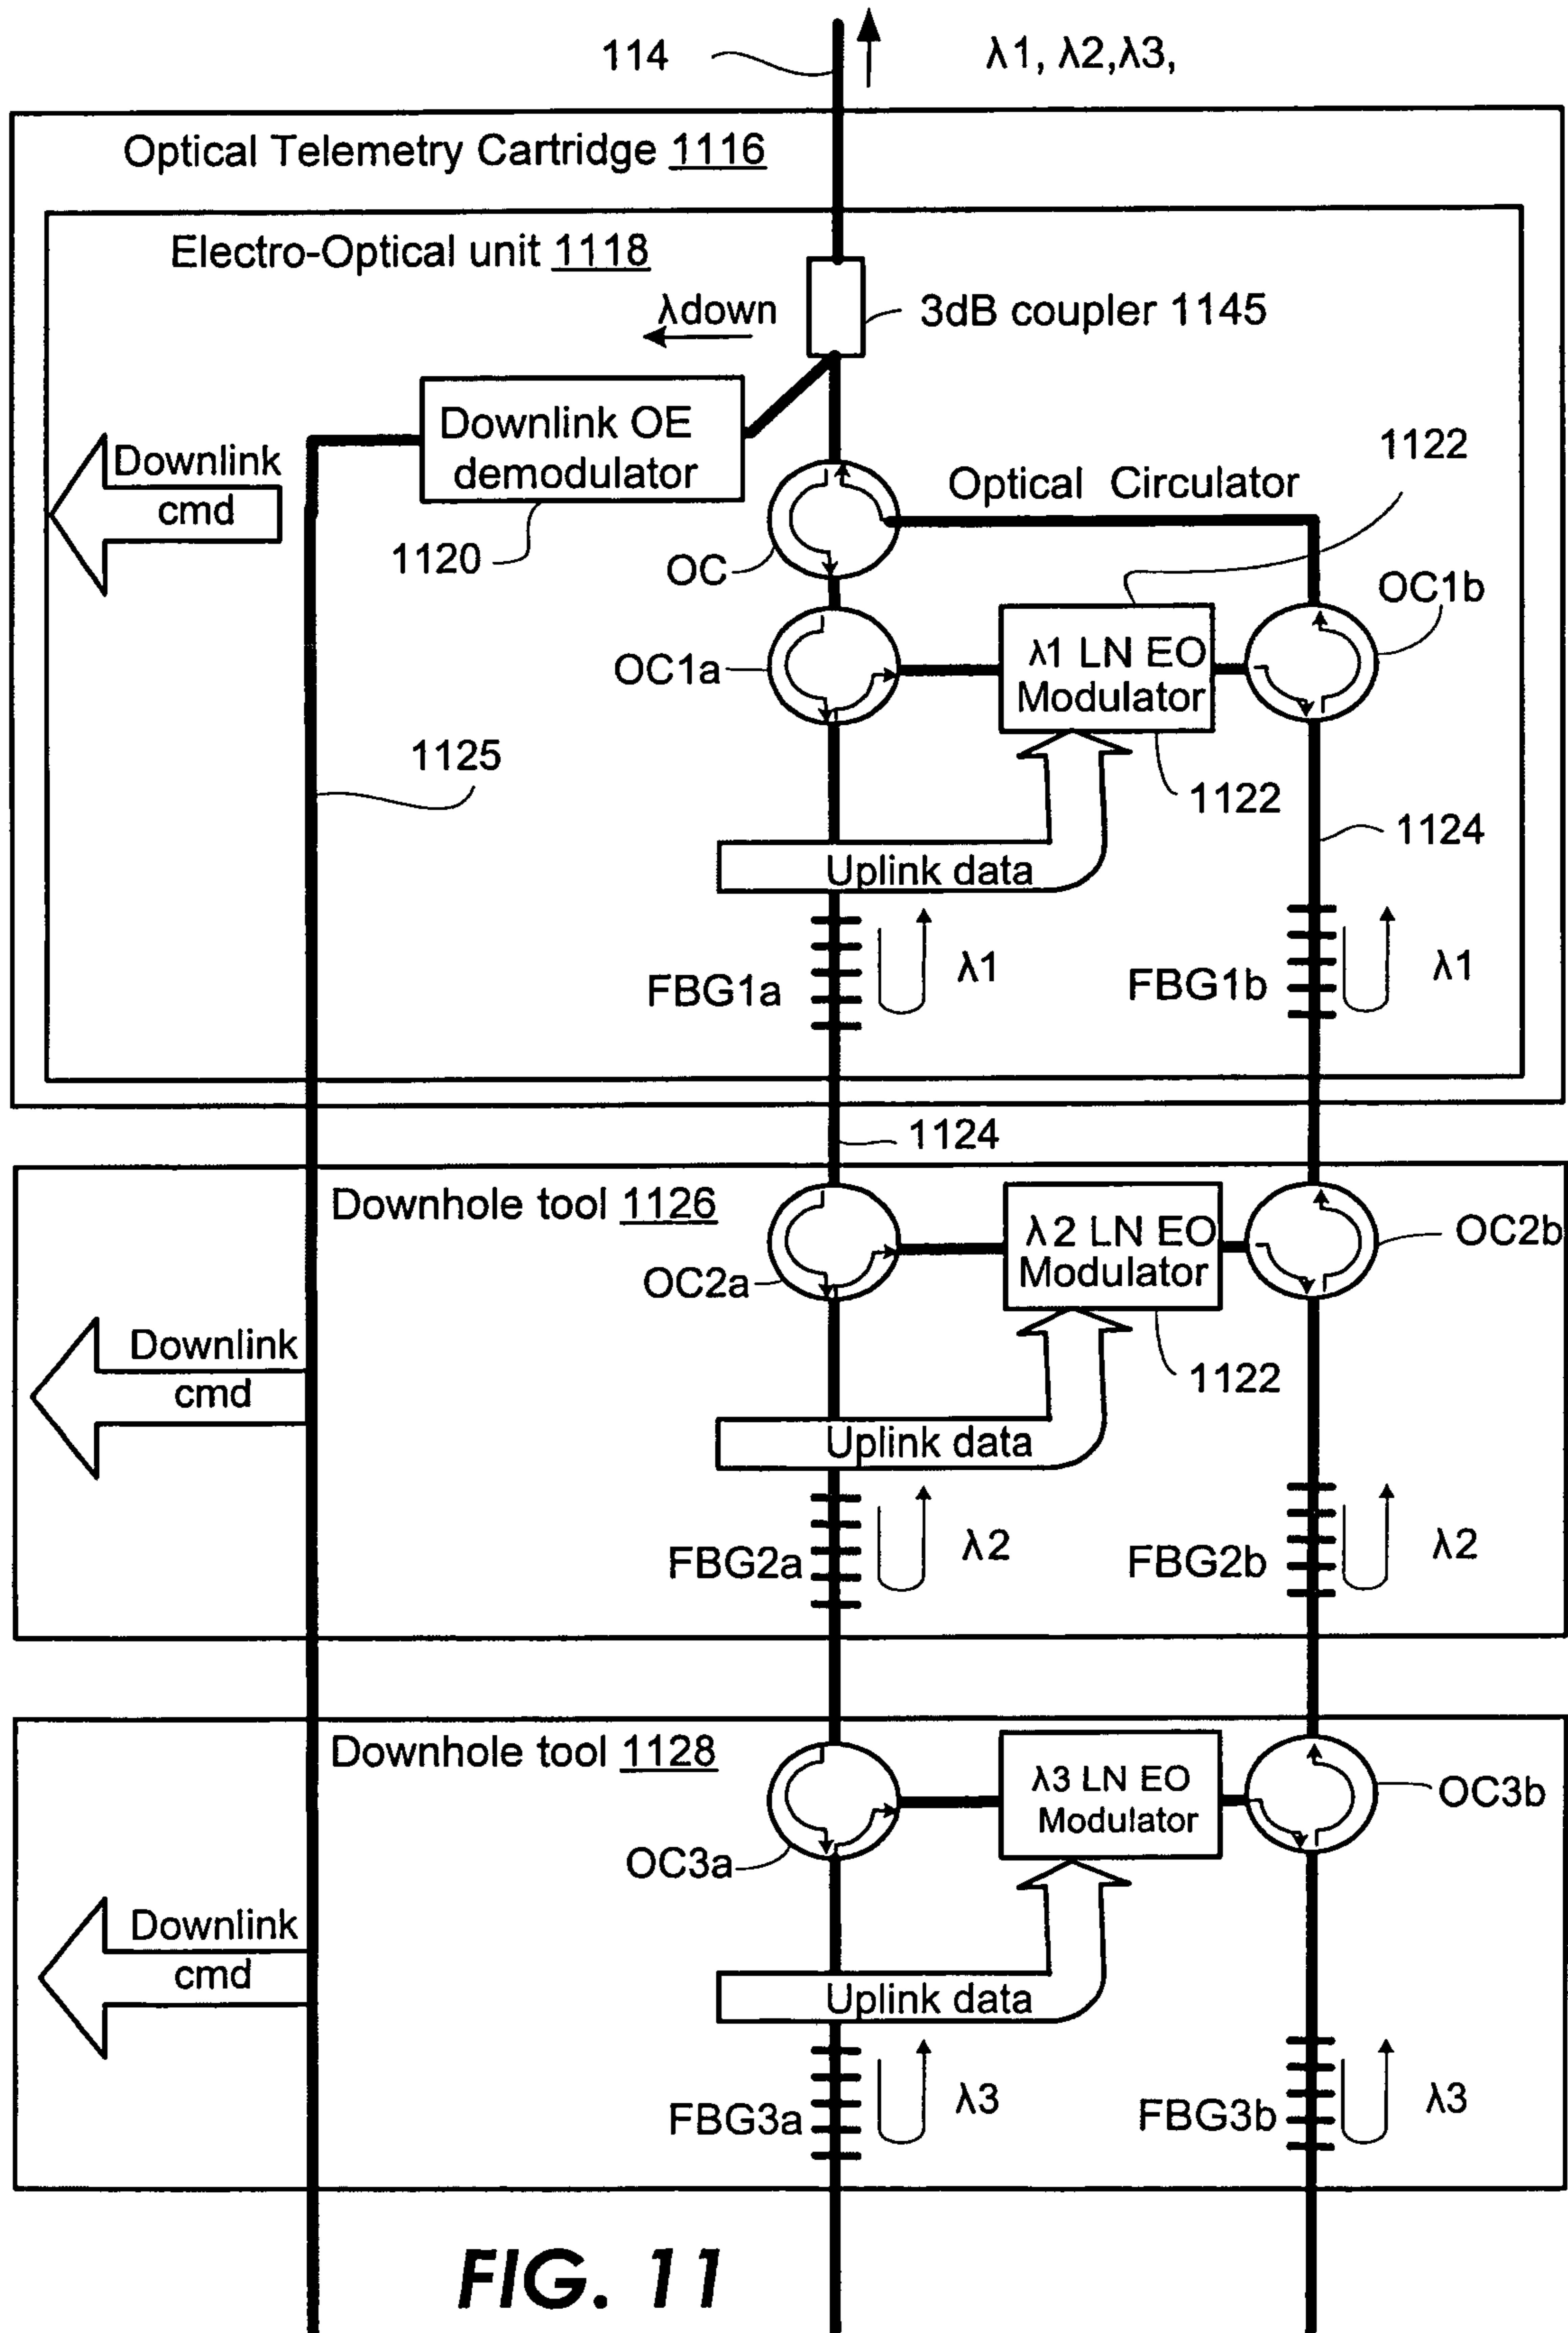 114
λ1, λ2,λ3,
Optical Telemetry Cartridge 1116
Electro-Optical unit 1118
λdown
3dB coupler 1145
Downlink OE
demodulator
1122
Downlink
cmd
Optical Circulator
1120
OC
OC1b
OC1a
λ1 LN EO
Modulator
1125
1122
1124
Uplink data
FBG1a
λ1
FBG1b
λ1
1124
Downhole tool 1126
λ2 LN EO
Modulator
OC2b
OC2a
Downlink
cmd
1122
Uplink data
FBG2a
λ2
FBG2b
λ2
Downhole tool 1128
λ3 LN EO
Modulator
OC3b
OC3a
Downlink
cmd
Uplink data
FBG3a
λ3
FBG3b
λ3
FIG. 11